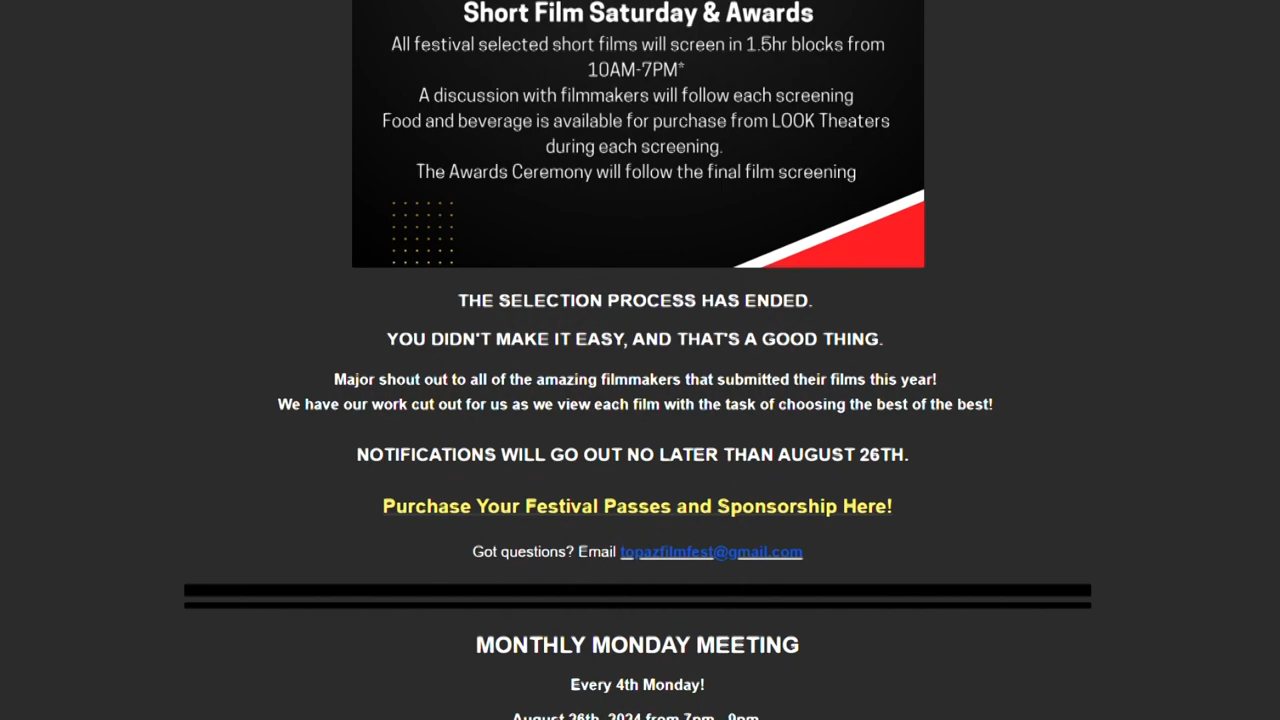 Short Film Saturday & Awards
All festival selected short films will screen in 1.5hr blocks from
10AM-7PM*
A discussion with filmmakers will follow each screening
Food and beverage is available for purchase from LOOK Theaters
during each screening.
The Awards Ceremony will follow the final film screening
THE SELECTION PROCESS HAS ENDED.
YOU DIDN'T MAKE IT EASY, AND THAT'S A GOOD THING.
Major shout out to all of the amazing filmmakers that submitted their films this year!
We have our work cut out for us as we view each film with the task of choosing the best of the best!
NOTIFICATIONS WILL GO OUT NO LATER THAN AUGUST 26TH.
Purchase Your Festival Passes and Sponsorship Here!
Got questions? Email topazfilmfest@gmail.com
MONTHLY MONDAY MEETING
Every 4th Monday!
August 26th, 2024 from 7pm - 9pm